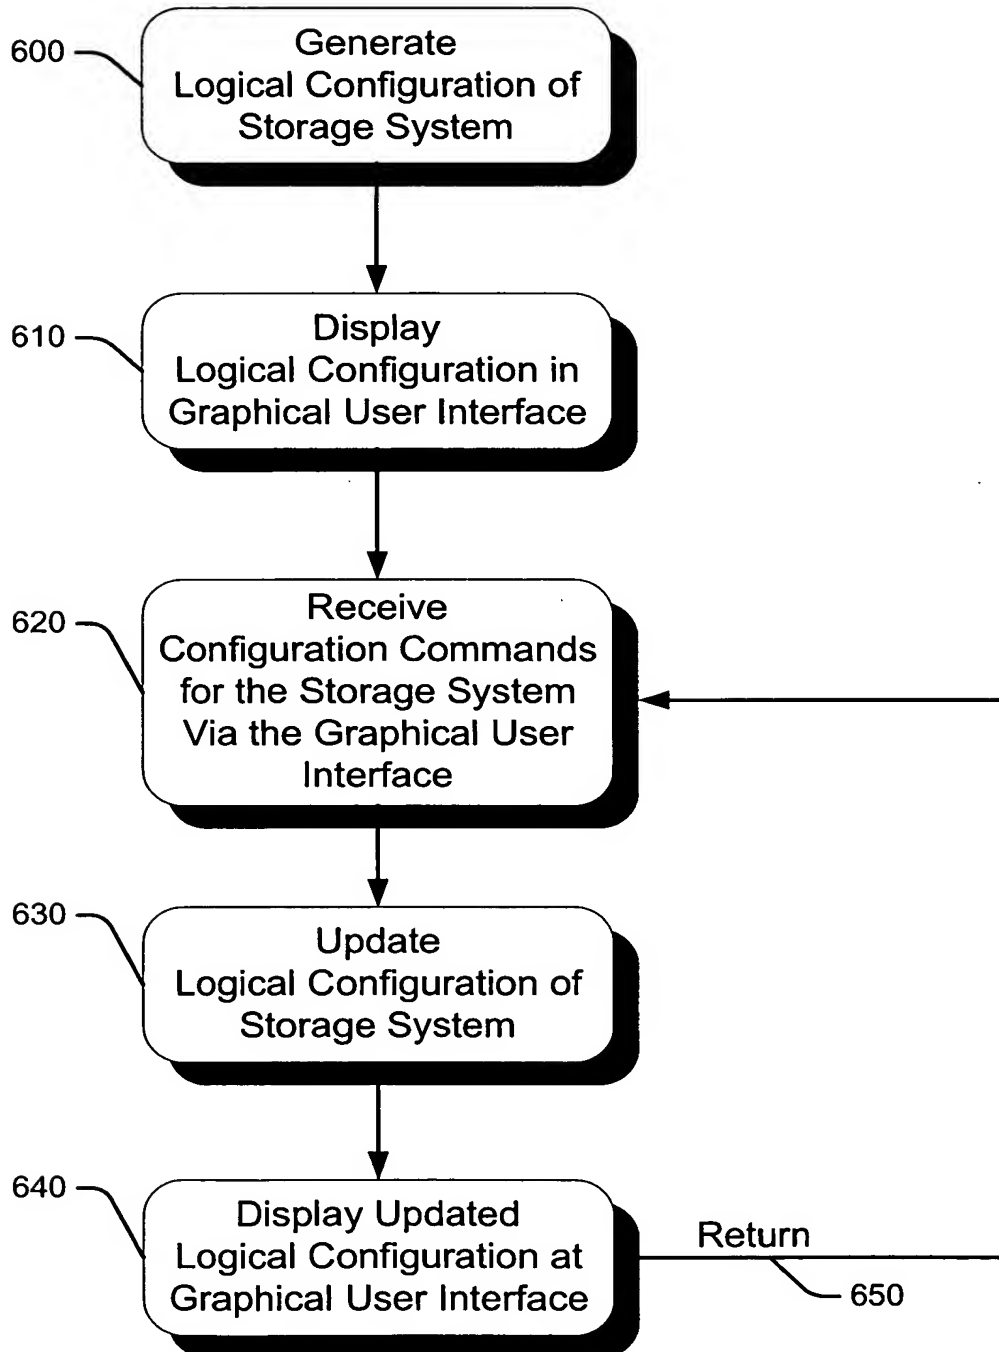 600
Generate
Logical Configuration of
Storage System
610
Display
Logical Configuration in
Graphical User Interface
620
Receive
Configuration Commands
for the Storage System
Via the Graphical User
Interface
630
Update
Logical Configuration of
Storage System
640
Display Updated
Logical Configuration at
Graphical User Interface
Return
650